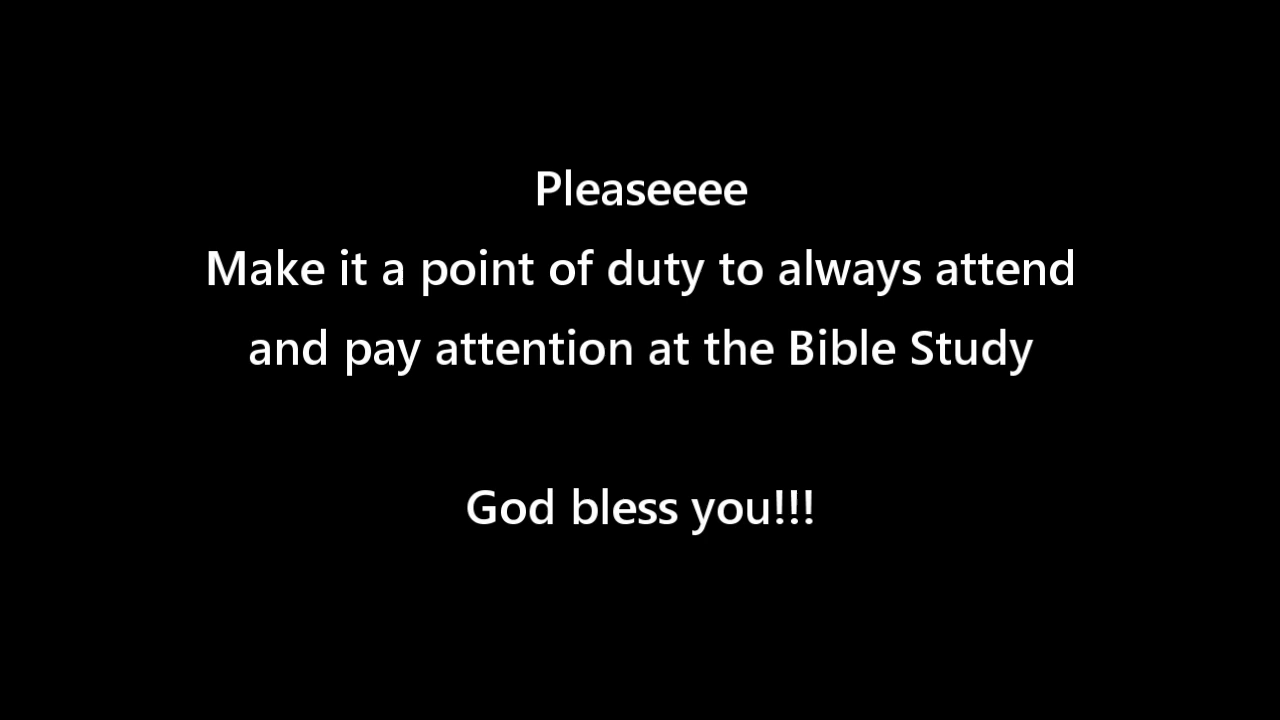 Pleaseeee
Make it a point of duty to always attend
and pay attention at the Bible Study
God bless you!!!